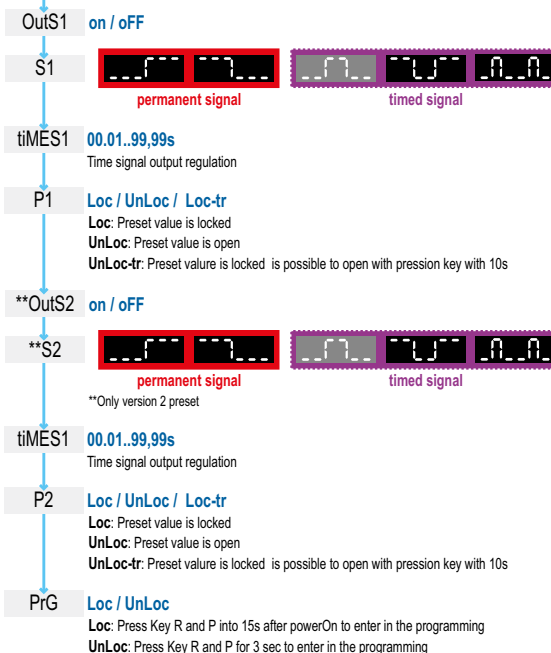 OutS1 on / oFF
S1
permanent signal timed signal
tiMES1 00.01..99,99s
Time signal output regulation
P1 Loc / UnLoc / Loc-tr
Loc: Preset value is locked
UnLoc: Preset value is open
UnLoc-tr: Preset valure is locked is possible to open with pression key with 10s
**OutS2 on / oFF
**S2
permanent signal timed signal
**Only version 2 preset
tiMES1 00.01..99,99s
Time signal output regulation
P2 Loc / UnLoc / Loc-tr
Loc: Preset value is locked
UnLoc: Preset value is open
UnLoc-tr: Preset valure is locked is possible to open with pression key with 10s
PrG Loc / UnLoc
Loc: Press Key R and P into 15s after powerOn to enter in the programming
UnLoc: Press Key R and P for 3 sec to enter in the programming